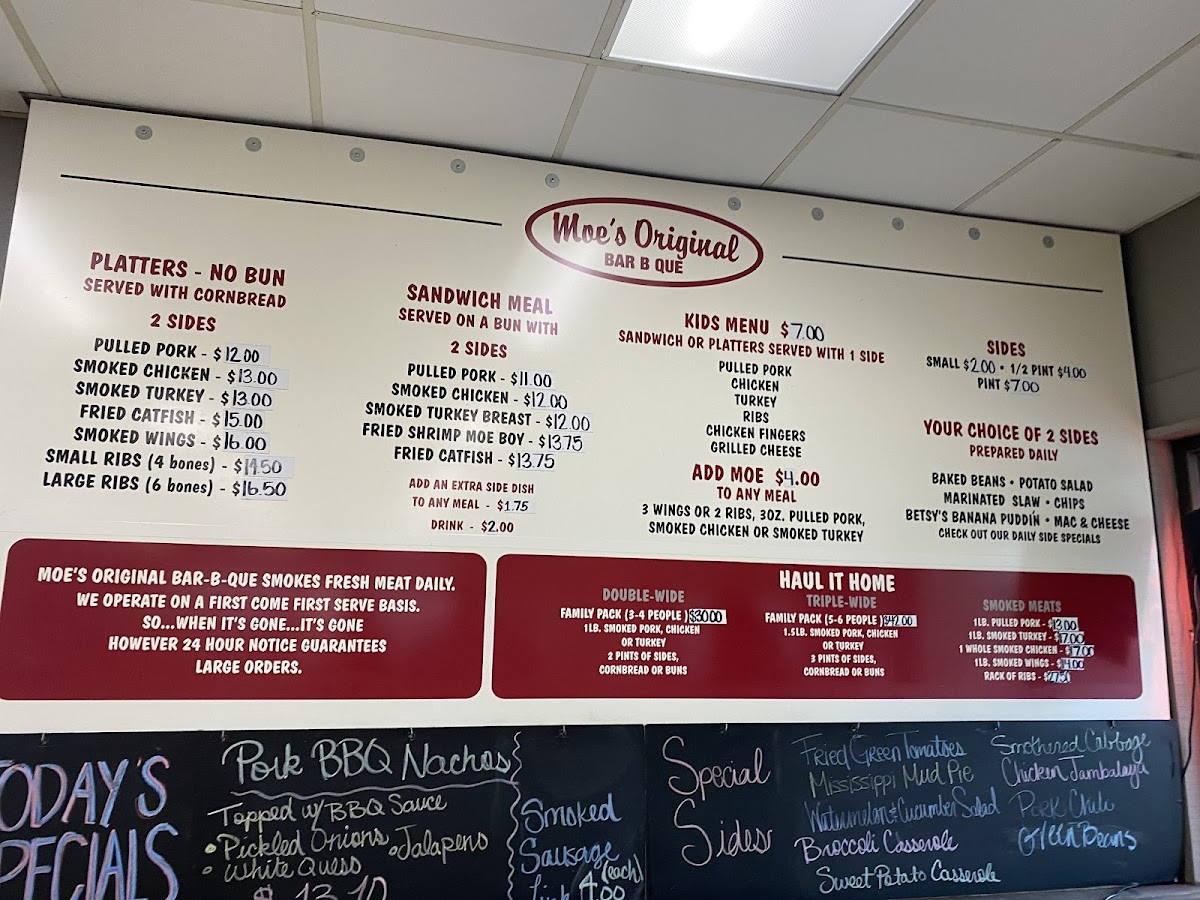 Moe's Original
BAR B QUE
PLATTERS - NO BUN
SERVED WITH CORNBREAD
2 SIDES
PULLED PORK - $12.00
SMOKED CHICKEN - $13.00
SMOKED TURKEY - $13.00
FRIED CATFISH - $15.00
SMOKED WINGS - $16.00
SMALL RIBS (4 bones) - $14.50
LARGE RIBS (6 bones) - $16.50
SANDWICH MEAL
SERVED ON A BUN WITH
2 SIDES
PULLED PORK - $11.00
SMOKED CHICKEN - $12.00
SMOKED TURKEY BREAST - $12.00
FRIED SHRIMP MOE BOY - $13.75
FRIED CATFISH - $13.75
ADD AN EXTRA SIDE DISH
TO ANY MEAL - $1.75
DRINK - $2.00
KIDS MENU $7.00
SANDWICH OR PLATTERS SERVED WITH 1 SIDE
PULLED PORK
CHICKEN
TURKEY
RIBS
CHICKEN FINGERS
GRILLED CHEESE
ADD MOE $4.00
TO ANY MEAL
3 WINGS OR 2 RIBS, 3OZ. PULLED PORK,
SMOKED CHICKEN OR SMOKED TURKEY
SIDES
SMALL $2.00 • 1/2 PINT $4.00
PINT $7.00
YOUR CHOICE OF 2 SIDES
PREPARED DAILY
BAKED BEANS • POTATO SALAD
MARINATED SLAW • CHIPS
BETSY'S BANANA PUDDÍN • MAC & CHEESE
CHECK OUT OUR DAILY SIDE SPECIALS
MOE'S ORIGINAL BAR-B-QUE SMOKES FRESH MEAT DAILY.
WE OPERATE ON A FIRST COME FIRST SERVE BASIS.
SO...WHEN IT'S GONE...IT'S GONE
HOWEVER 24 HOUR NOTICE GUARANTEES
LARGE ORDERS.
HAUL IT HOME
DOUBLE-WIDE
FAMILY PACK (3-4 PEOPLE) $30.00
1LB. SMOKED PORK, CHICKEN
OR TURKEY
2 PINTS OF SIDES,
CORNBREAD OR BUNS
TRIPLE-WIDE
FAMILY PACK (5-6 PEOPLE) $42.00
1.5LB. SMOKED PORK, CHICKEN
OR TURKEY
3 PINTS OF SIDES,
CORNBREAD OR BUNS
SMOKED MEATS
1LB. PULLED PORK - $13.00
1LB. SMOKED TURKEY - $17.00
1 WHOLE SMOKED CHICKEN - $17.00
1LB. SMOKED WINGS - $14.00
RACK OF RIBS - $27.50
TODAY'S
SPECIALS
Pork BBQ Nachos
Topped w/ BBQ Sauce
• Pickled Onions • Jalapenos
• White Quess
$ 13.10
Smoked
Sausage
Link (each)
4.00
Special
Sides
Fried Green Tomatoes
Mississippi Mud Pie
Watermelon & Cucumber Salad
Broccoli Casserole
Sweet Potato Casserole
Smothered Cabbage
Chicken Jambalaya
Pork Chili
Green Beans